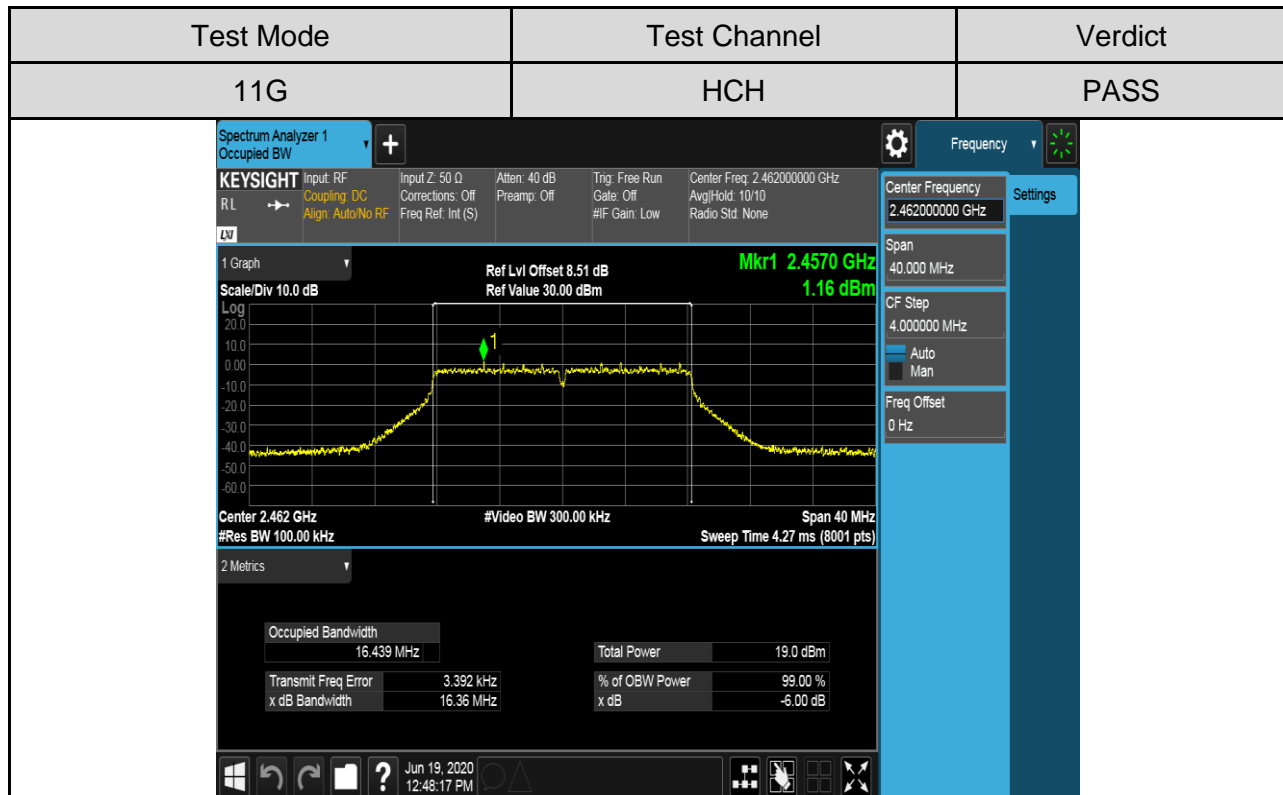 Test Mode Test Channel Verdict
11G HCH PASS
Spectrum Analyzer 1
Occupied BW
+
Frequency
KEYSIGHT
R L
LXI
Input: RF
Coupling: DC
Align: Auto/No RF
Input Z: 50 Ω
Corrections: Off
Freq Ref: Int (S)
Atten: 40 dB
Preamp: Off
Trig: Free Run
Gate: Off
#IF Gain: Low
Center Freq: 2.462000000 GHz
Avg|Hold: 10/10
Radio Std: None
Center Frequency
2.462000000 GHz
Settings
Span
40.000 MHz
CF Step
4.000000 MHz
Auto
Man
Freq Offset
0 Hz
1 Graph
Scale/Div 10.0 dB
Ref Lvl Offset 8.51 dB
Ref Value 30.00 dBm
Mkr1 2.4570 GHz
1.16 dBm
Log
20.0
10.0
0.00
-10.0
-20.0
-30.0
-40.0
-50.0
-60.0
1
Center 2.462 GHz #Video BW 300.00 kHz Span 40 MHz
#Res BW 100.00 kHz Sweep Time 4.27 ms (8001 pts)
2 Metrics
Occupied Bandwidth
16.439 MHz
Total Power 19.0 dBm
Transmit Freq Error 3.392 kHz % of OBW Power 99.00 %
x dB Bandwidth 16.36 MHz x dB -6.00 dB
?
Jun 19, 2020
12:48:17 PM